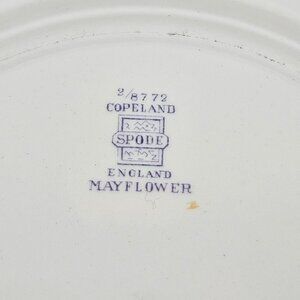 2/8772
COPELAND
SPODE
ENGLAND
MAYFLOWER